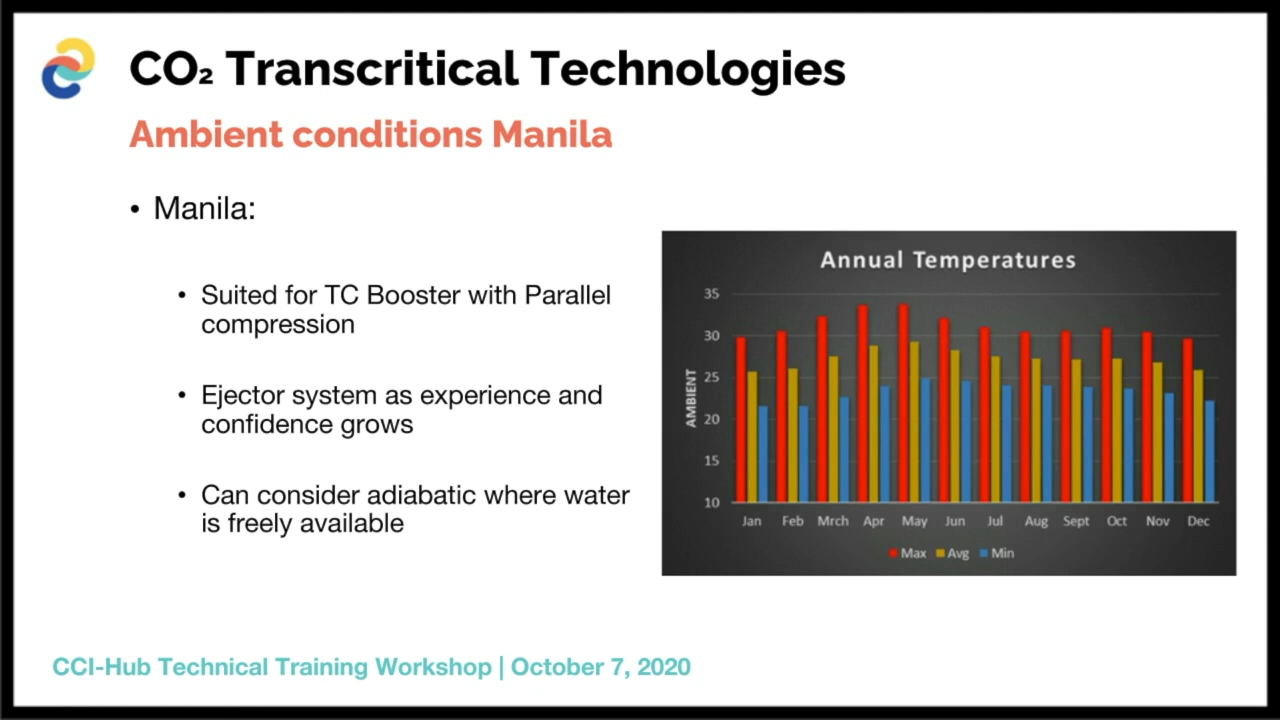 CO₂ Transcritical Technologies
Ambient conditions Manila
• Manila:
• Suited for TC Booster with Parallel
compression
• Ejector system as experience and
confidence grows
• Can consider adiabatic where water
is freely available
Annual Temperatures
AMBIENT
35
30
25
20
15
10
Jan Feb Mrch Apr May Jun Jul Aug Sept Oct Nov Dec
Max Avg Min
CCI-Hub Technical Training Workshop | October 7, 2020